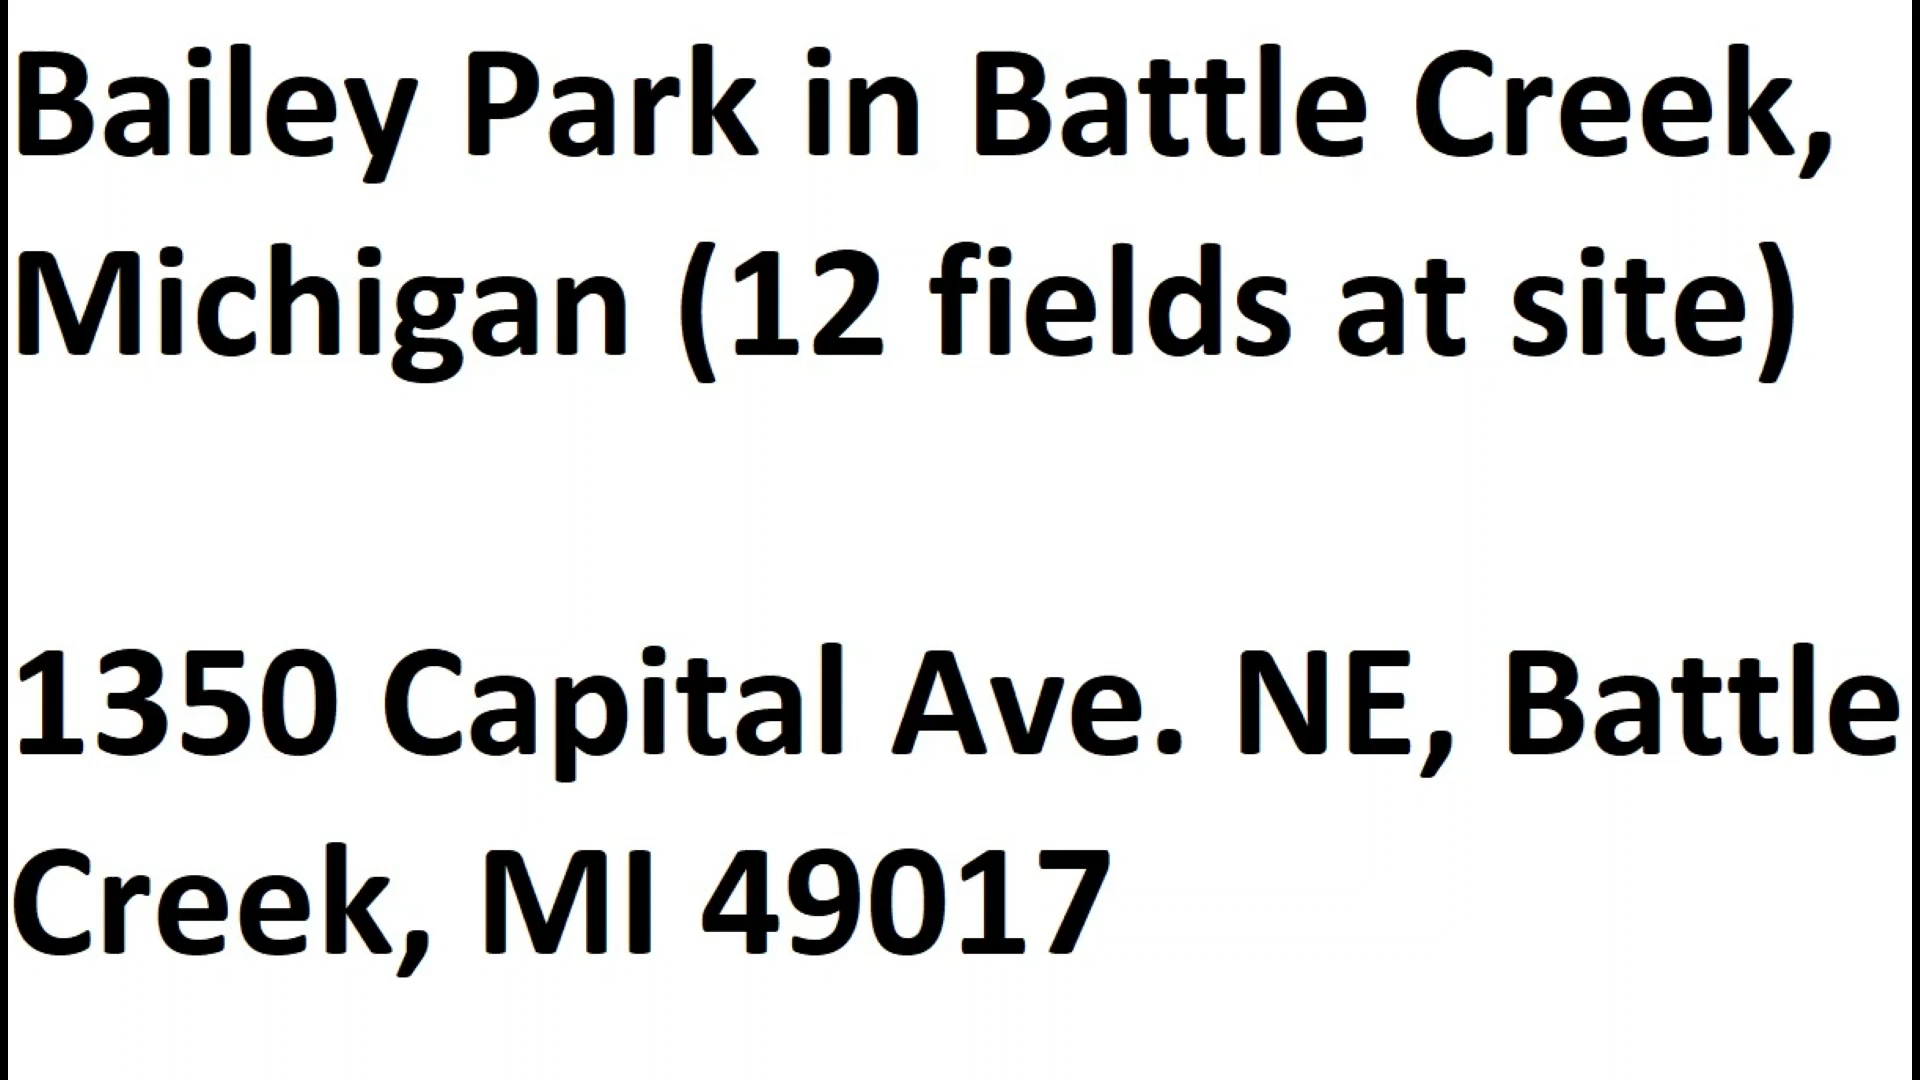 Bailey Park in Battle Creek,
Michigan (12 fields at site)
1350 Capital Ave. NE, Battle
Creek, MI 49017